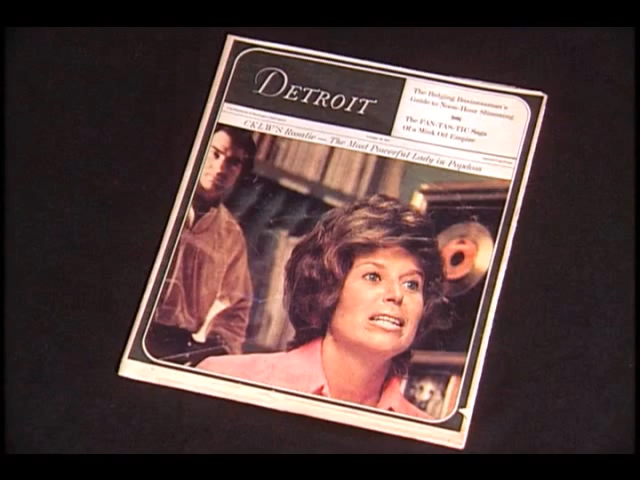 DETROIT
The Bulging Businessman's
Guide to Noon-Hour Slimming
The FAN-TAS-TIC Saga
Of a Mink Oil Empire
CKLW'S Rosalie — The Most Powerful Lady in Popdom